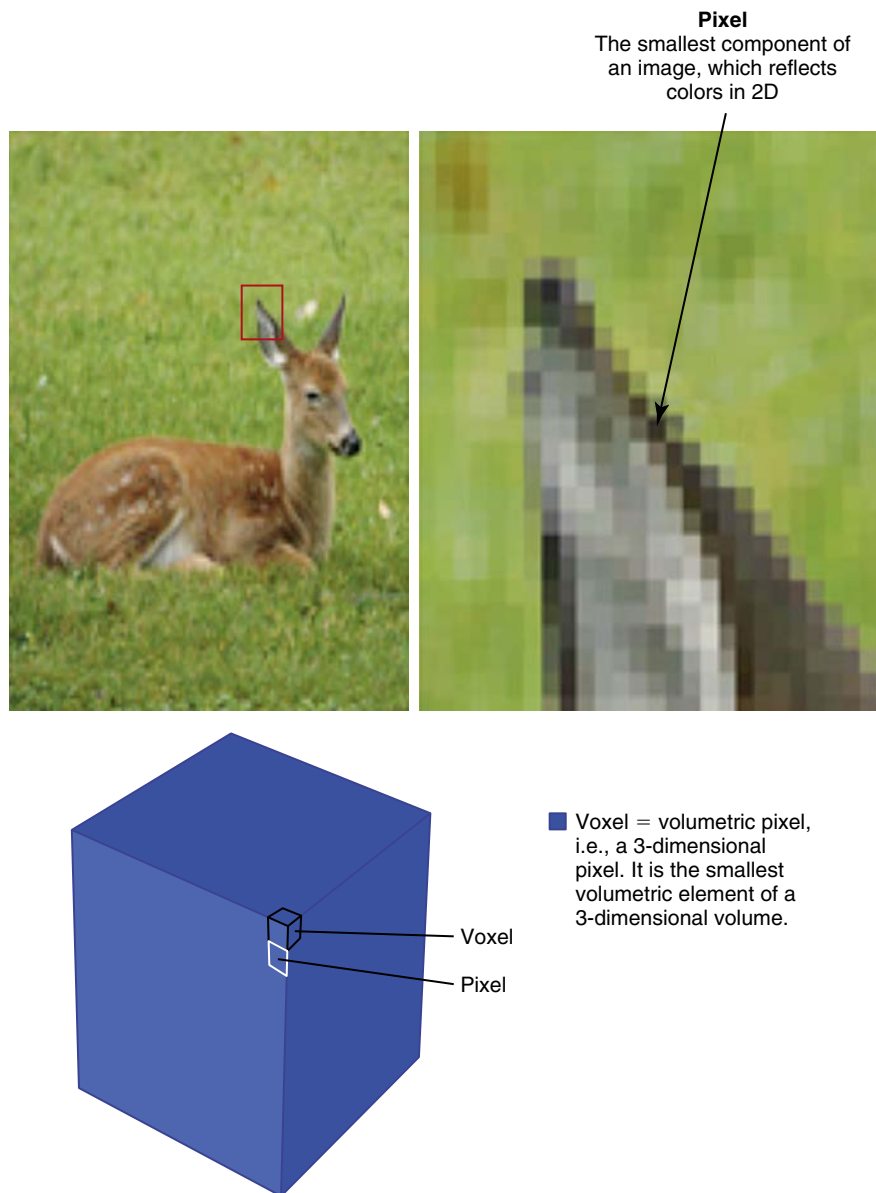 Pixel
The smallest component of
an image, which reflects
colors in 2D
Voxel = volumetric pixel,
i.e., a 3-dimensional
pixel. It is the smallest
volumetric element of a
3-dimensional volume.
Voxel
Pixel